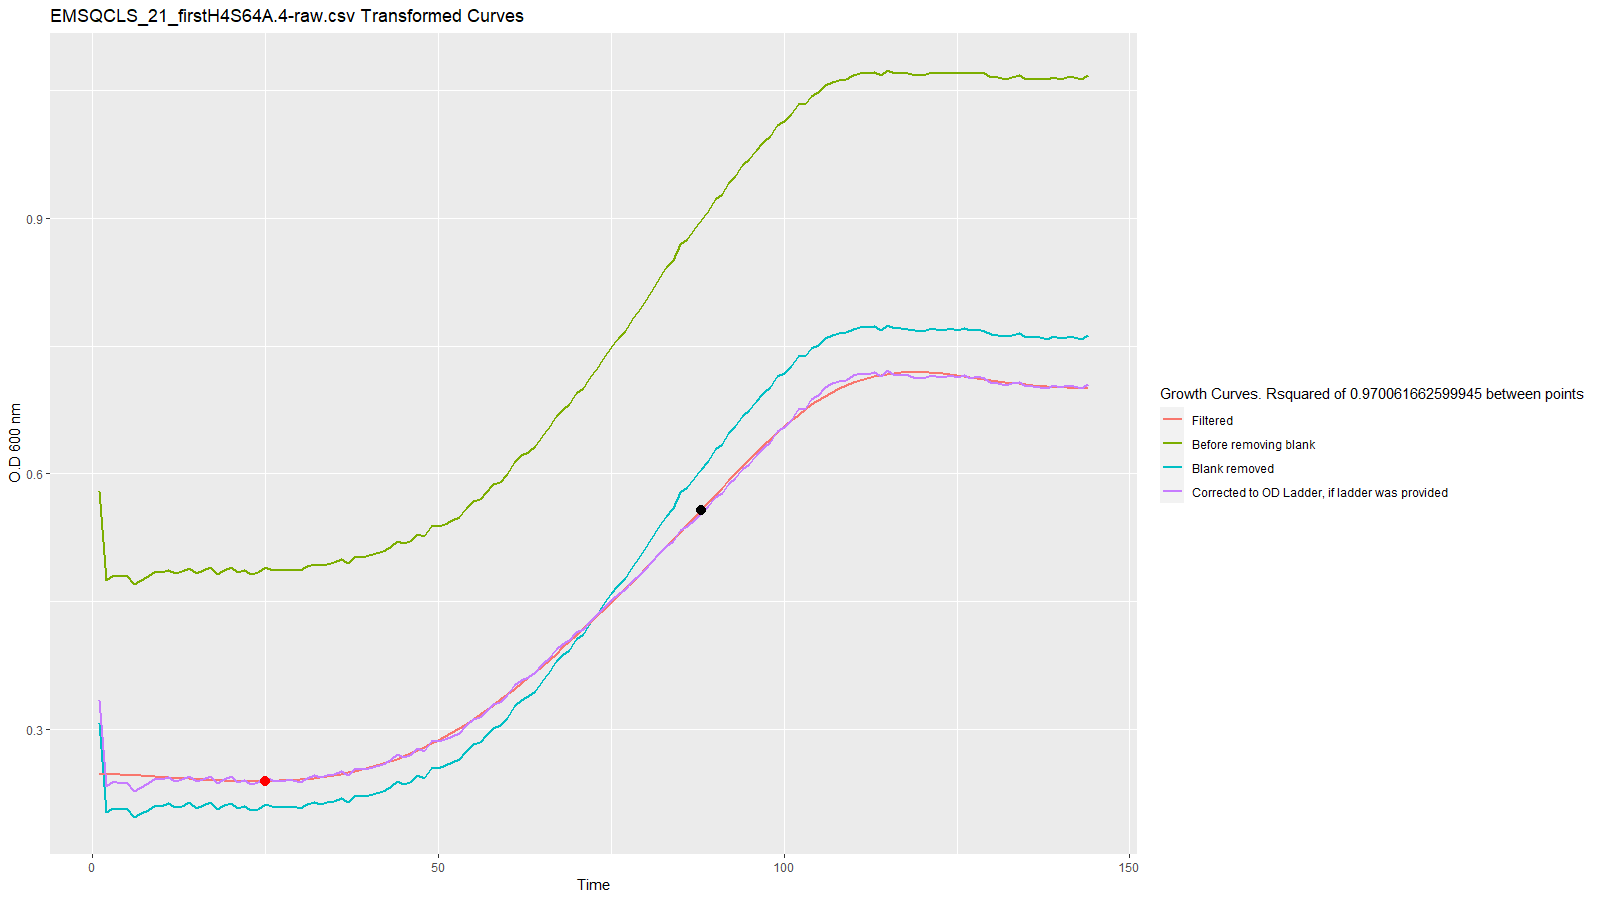 EMSQCLS_21_firstH4S64A.4-raw.csv Transformed Curves
O.D 600 nm
0.9
0.6
0.3
0
50
100
150
Time
Growth Curves. Rsquared of 0.970061662599945 between points
Filtered
Before removing blank
Blank removed
Corrected to OD Ladder, if ladder was provided